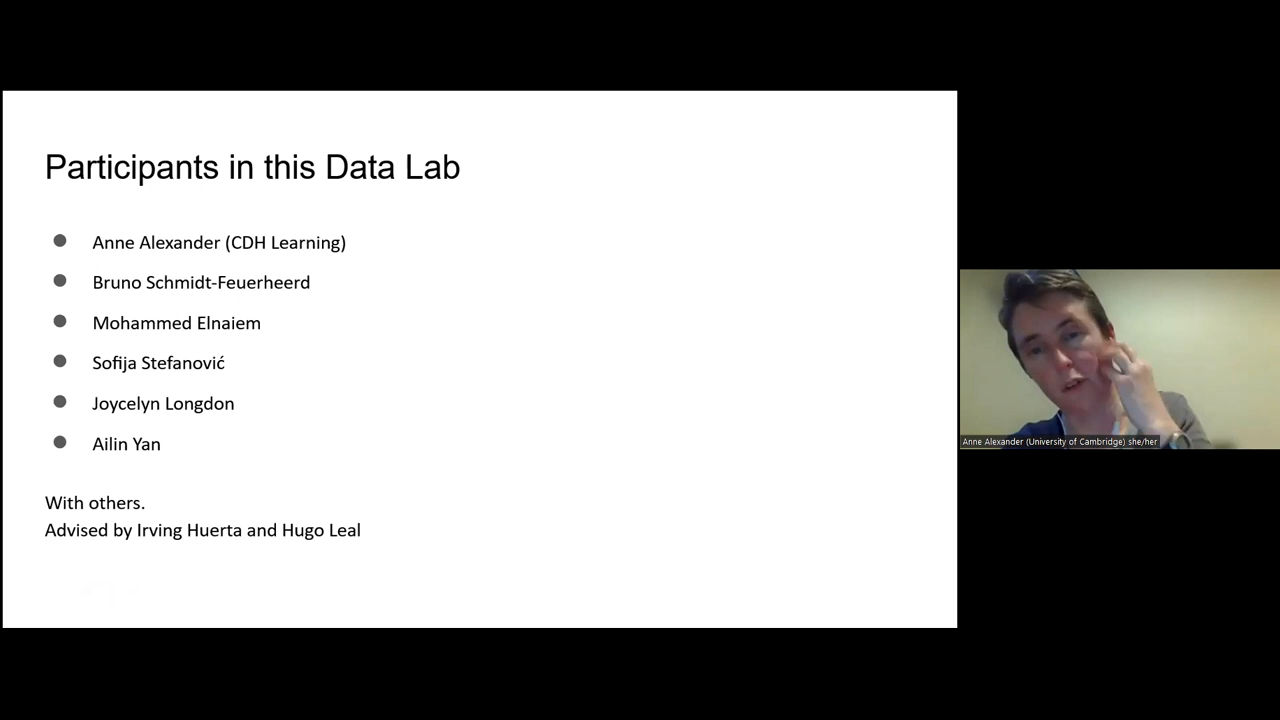 Participants in this Data Lab
Anne Alexander (CDH Learning)
Bruno Schmidt-Feuerheerd
Mohammed Elnaiem
Sofija Stefanović
Joycelyn Longdon
Ailin Yan
With others.
Advised by Irving Huerta and Hugo Leal
Anne Alexander (University of Cambridge) she/her